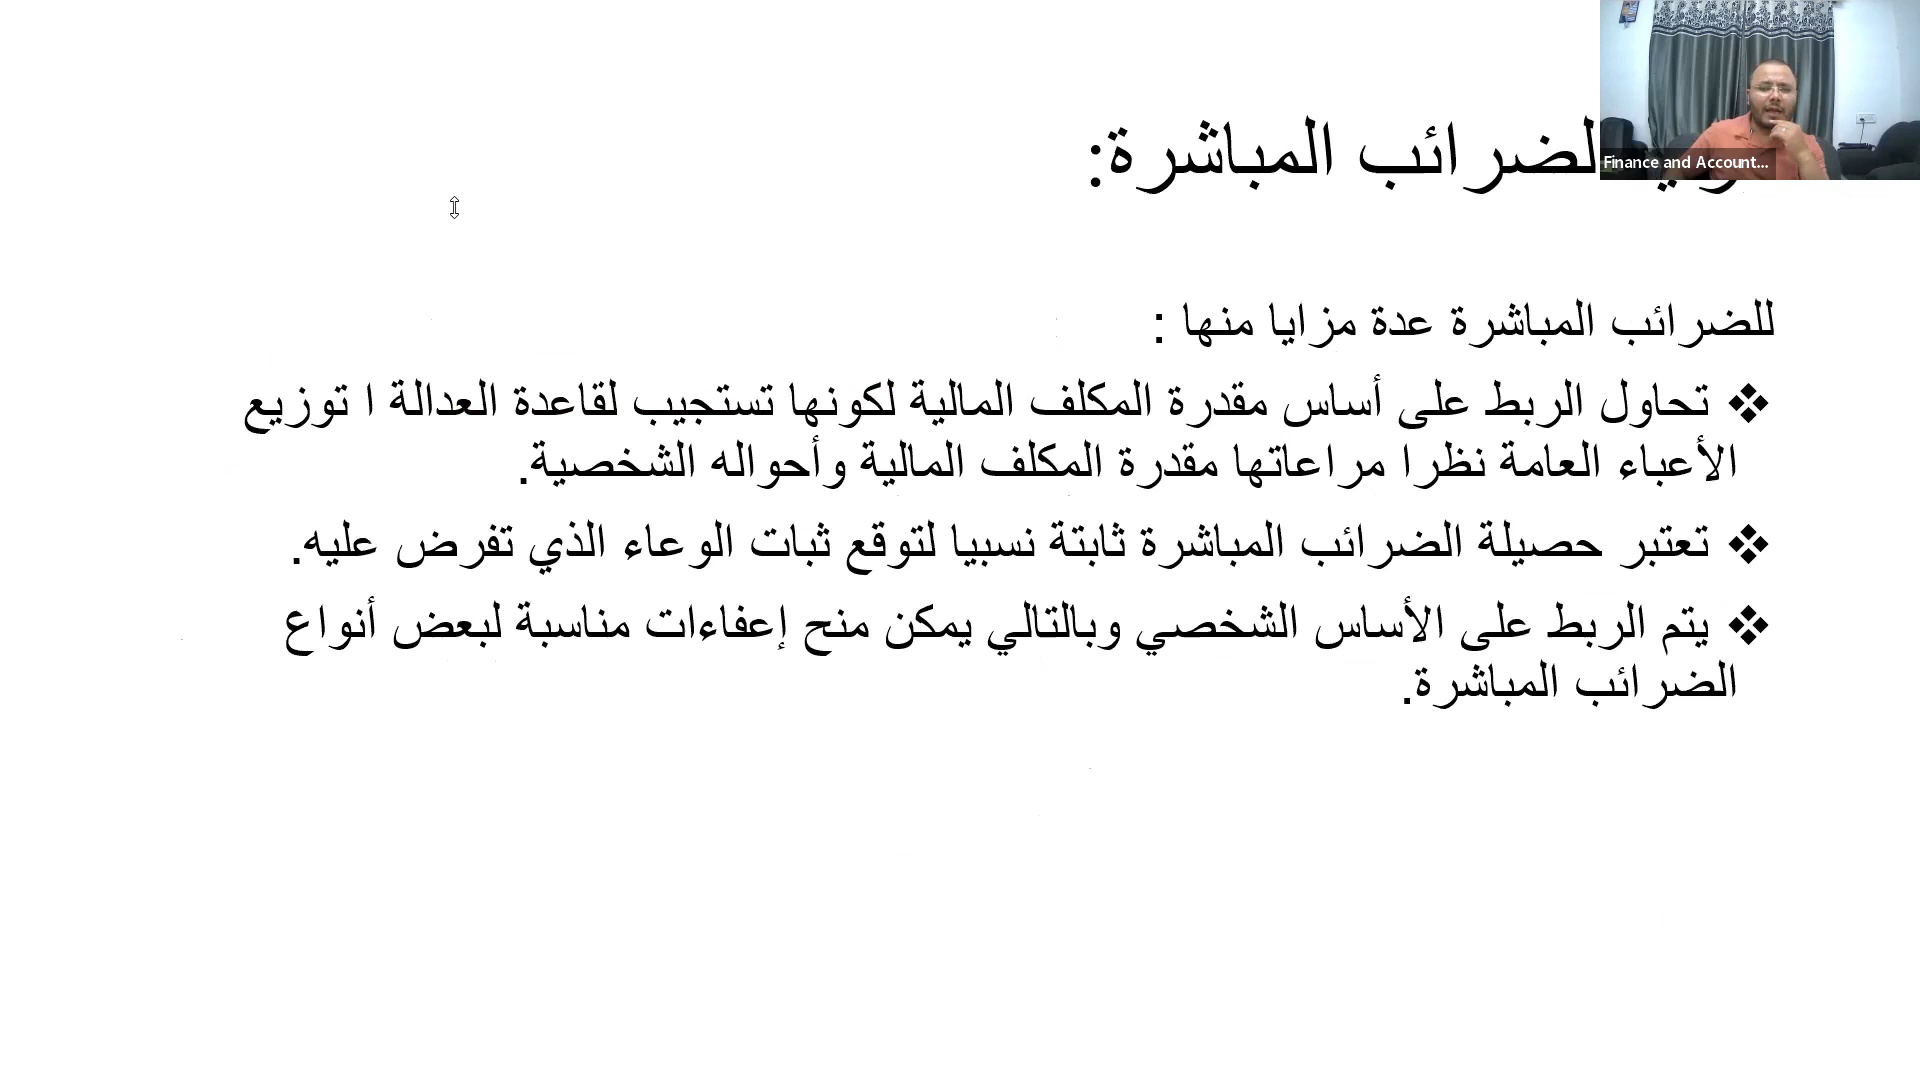 لضرائب المباشرة:
Finance and Account...
للضرائب المباشرة عدة مزايا منها :
❖ تحاول الربط على أساس مقدرة المكلف المالية لكونها تستجيب لقاعدة العدالة ا توزيع
الأعباء العامة نظرا مراعاتها مقدرة المكلف المالية وأحواله الشخصية.
❖ تعتبر حصيلة الضرائب المباشرة ثابتة نسبيا لتوقع ثبات الوعاء الذي تفرض عليه.
❖ يتم الربط على الأساس الشخصي وبالتالي يمكن منح إعفاءات مناسبة لبعض أنواع
الضرائب المباشرة.